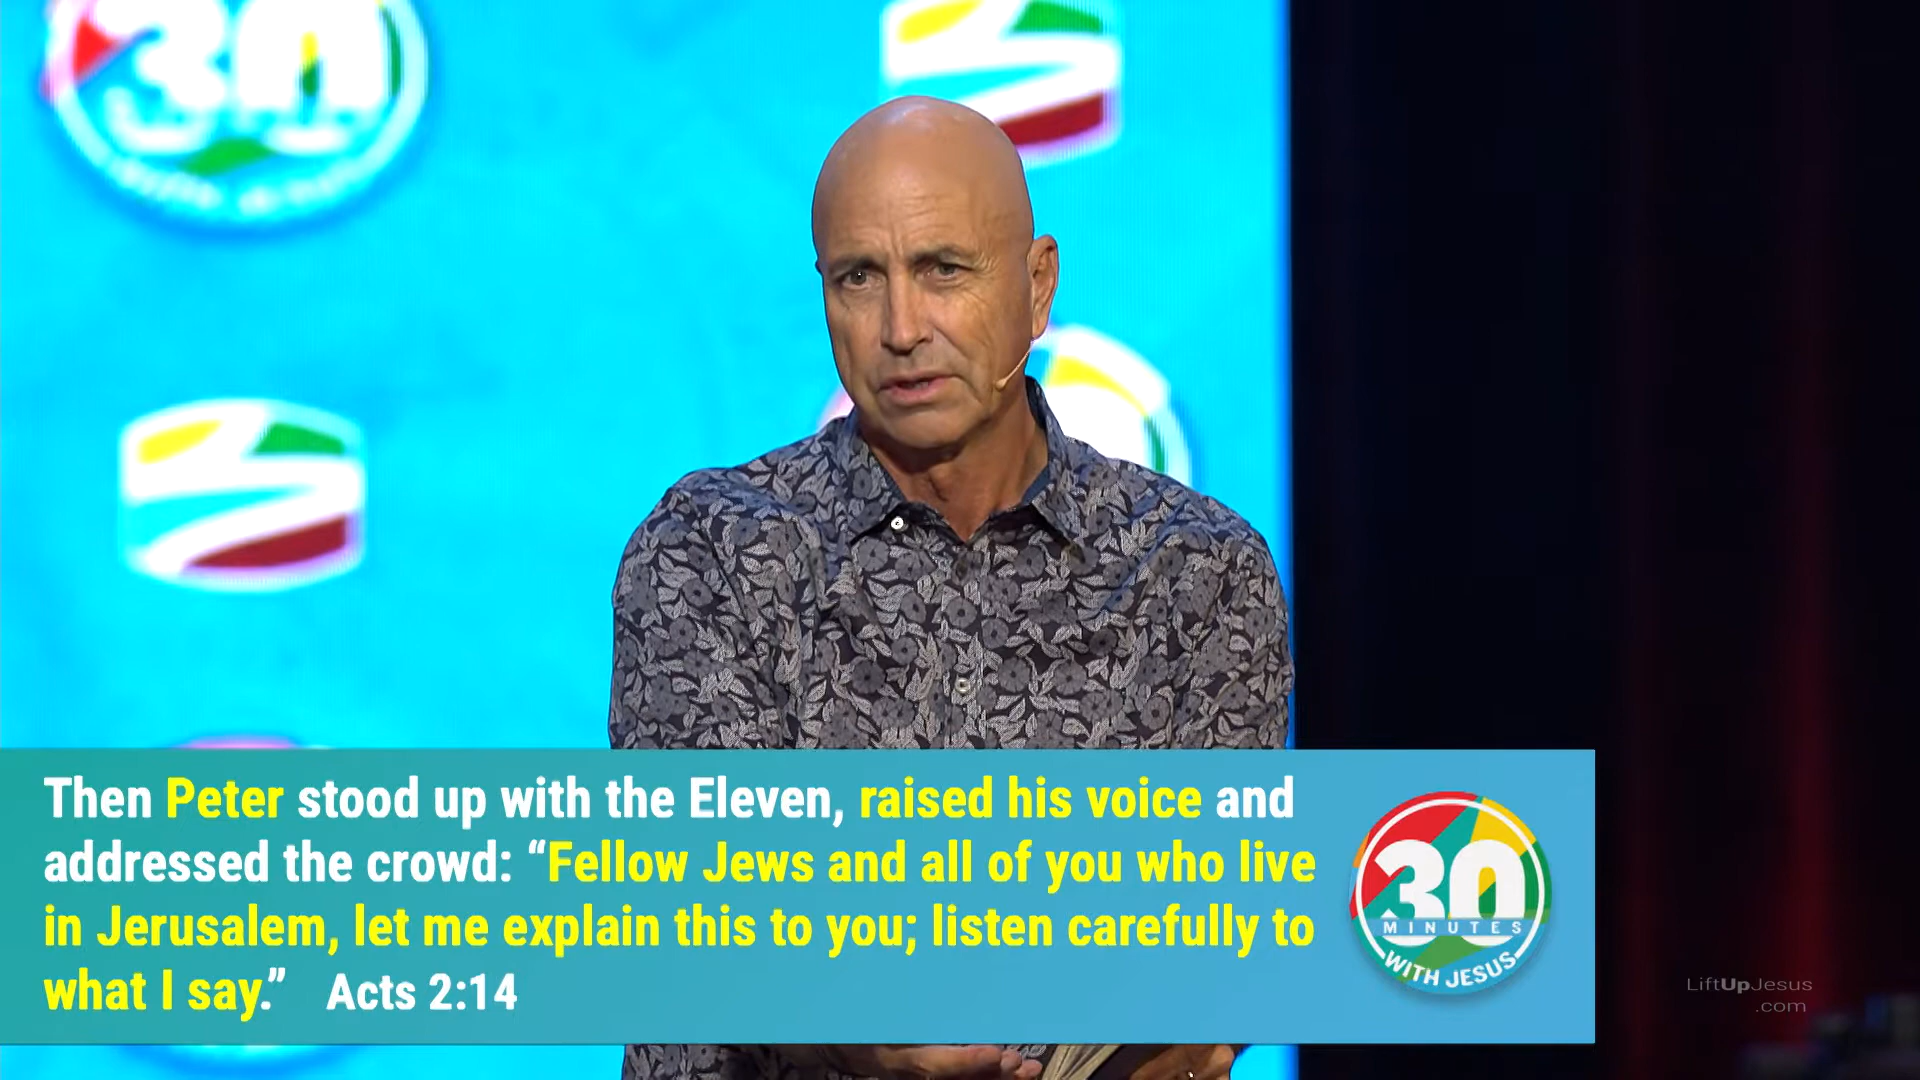 30
Then Peter stood up with the Eleven, raised his voice and
addressed the crowd: “Fellow Jews and all of you who live
in Jerusalem, let me explain this to you; listen carefully to
what I say.” Acts 2:14
30
MINUTES
WITH JESUS
LiftUpJesus
.com